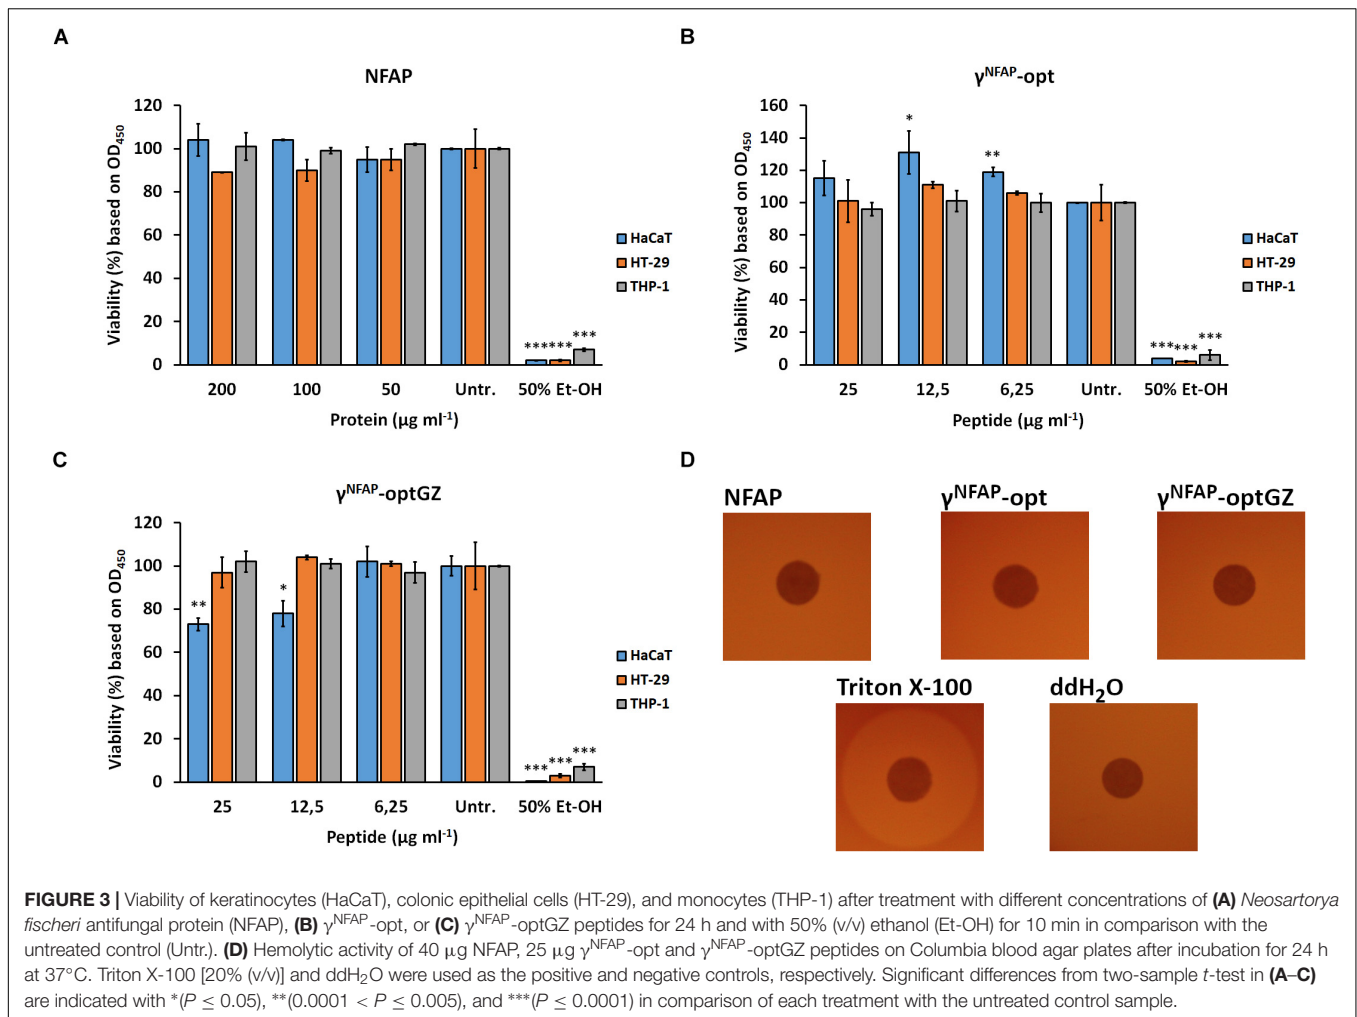 A
NFAP
Viability (%) based on OD450
120
100
80
60
40
20
0
***
***
***
200
100
50
Untr.
50% Et-OH
Protein (µg ml-1)
HaCaT
HT-29
THP-1
B
γNFAP-opt
Viability (%) based on OD450
160
140
120
100
80
60
40
20
0
*
**
***
***
***
25
12,5
6,25
Untr.
50% Et-OH
Peptide (µg ml-1)
HaCaT
HT-29
THP-1
C
γNFAP-optGZ
Viability (%) based on OD450
120
100
80
60
40
20
0
**
*
***
***
***
25
12,5
6,25
Untr.
50% Et-OH
Peptide (µg ml-1)
HaCaT
HT-29
THP-1
D
NFAP
γNFAP-opt
γNFAP-optGZ
Triton X-100
ddH2O
FIGURE 3 | Viability of keratinocytes (HaCaT), colonic epithelial cells (HT-29), and monocytes (THP-1) after treatment with different concentrations of (A) Neosartorya
fischeri antifungal protein (NFAP), (B) γNFAP-opt, or (C) γNFAP-optGZ peptides for 24 h and with 50% (v/v) ethanol (Et-OH) for 10 min in comparison with the
untreated control (Untr.). (D) Hemolytic activity of 40 µg NFAP, 25 µg γNFAP-opt and γNFAP-optGZ peptides on Columbia blood agar plates after incubation for 24 h
at 37°C. Triton X-100 [20% (v/v)] and ddH2O were used as the positive and negative controls, respectively. Significant differences from two-sample t-test in (A–C)
are indicated with *(P ≤ 0.05), **(0.0001 < P ≤ 0.005), and ***(P ≤ 0.0001) in comparison of each treatment with the untreated control sample.